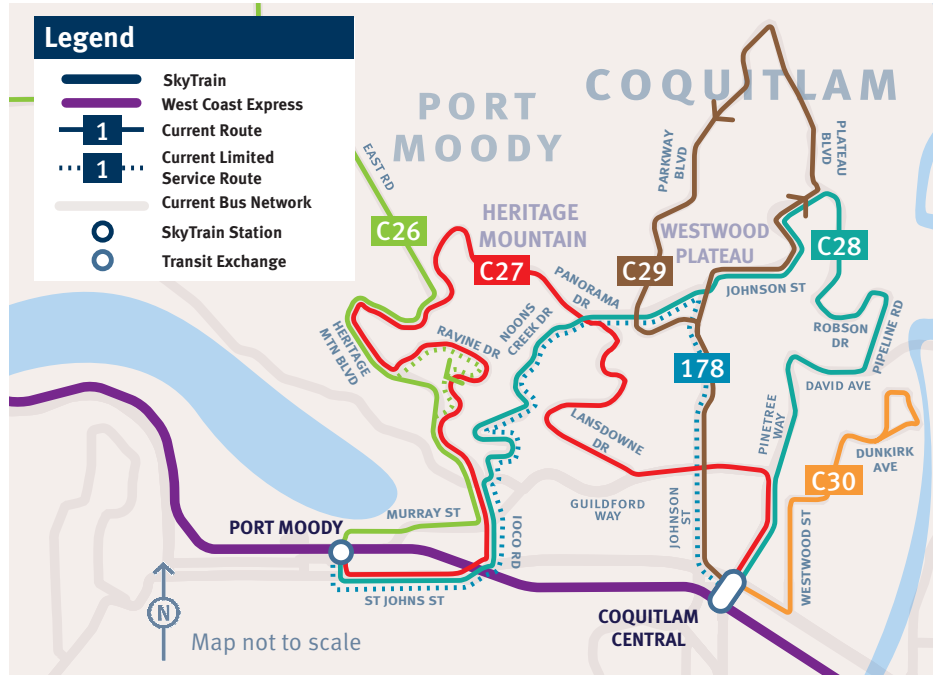 Legend
SkyTrain
West Coast Express
1
Current Route
1
Current Limited
Service Route
Current Bus Network
SkyTrain Station
Transit Exchange
COQUITLAM
PORT
MOODY
EAST RD
PARKWAY
BLVD
PLATEAU
BLVD
HERITAGE
MOUNTAIN
C26
WESTWOOD
PLATEAU
C28
C27
C29
PANORAMA
DR
JOHNSON ST
NOONS
CREEK DR
HERITAGE
MTN BLVD
RAVINE DR
ROBSON
DR
PIPELINE RD
178
DAVID AVE
LANSDOWNE
DR
PINETREE
WAY
DUNKIRK
AVE
C30
GUILDFORD
WAY
MURRAY ST
JOHNSON
ST
WESTWOOD ST
PORT MOODY
IOCO RD
ST JOHNS ST
COQUITLAM
CENTRAL
N
Map not to scale